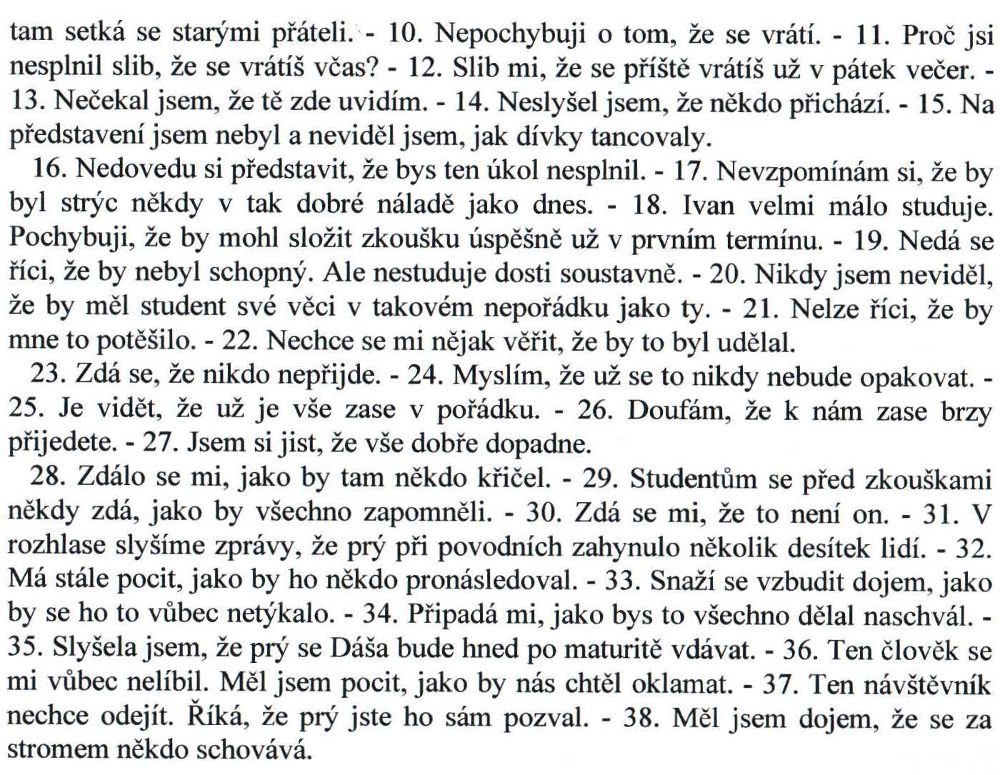 tam setká se starými přáteli. - 10. Nepochybuji o tom, že se vrátí. - 11. Proč jsi
nesplnil slib, že se vrátíš včas? - 12. Slib mi, že se příště vrátíš už v pátek večer. -
13. Nečekal jsem, že tě zde uvidím. - 14. Neslyšel jsem, že někdo přichází. - 15. Na
představení jsem nebyl a neviděl jsem, jak dívky tancovaly.
16. Nedovedu si představit, že bys ten úkol nesplnil. - 17. Nevzpomínám si, že by
byl strýc někdy v tak dobré náladě jako dnes. - 18. Ivan velmi málo studuje.
Pochybuji, že by mohl složit zkoušku úspěšně už v prvním termínu. - 19. Nedá se
říci, že by nebyl schopný. Ale nestuduje dosti soustavně. - 20. Nikdy jsem neviděl,
že by měl student své věci v takovém nepořádku jako ty. - 21. Nelze říci, že by
mne to potěšilo. - 22. Nechce se mi nějak věřit, že by to byl udělal.
23. Zdá se, že nikdo nepřijde. - 24. Myslím, že už se to nikdy nebude opakovat. -
25. Je vidět, že už je vše zase v pořádku. - 26. Doufám, že k nám zase brzy
přijedete. - 27. Jsem si jist, že vše dobře dopadne.
28. Zdálo se mi, jako by tam někdo křičel. - 29. Studentům se před zkouškami
někdy zdá, jako by všechno zapomněli. - 30. Zdá se mi, že to není on. - 31. V
rozhlase slyšíme zprávy, že prý při povodních zahynulo několik desítek lidí. - 32.
Má stále pocit, jako by ho někdo pronásledoval. - 33. Snaží se vzbudit dojem, jako
by se ho to vůbec netýkalo. - 34. Připadá mi, jako bys to všechno dělal naschvál. -
35. Slyšela jsem, že prý se Dáša bude hned po maturitě vdávat. - 36. Ten člověk se
mi vůbec nelíbil. Měl jsem pocit, jako by nás chtěl oklamat. - 37. Ten návštěvník
nechce odejít. Říká, že prý jste ho sám pozval. - 38. Měl jsem dojem, že se za
stromem někdo schovává.